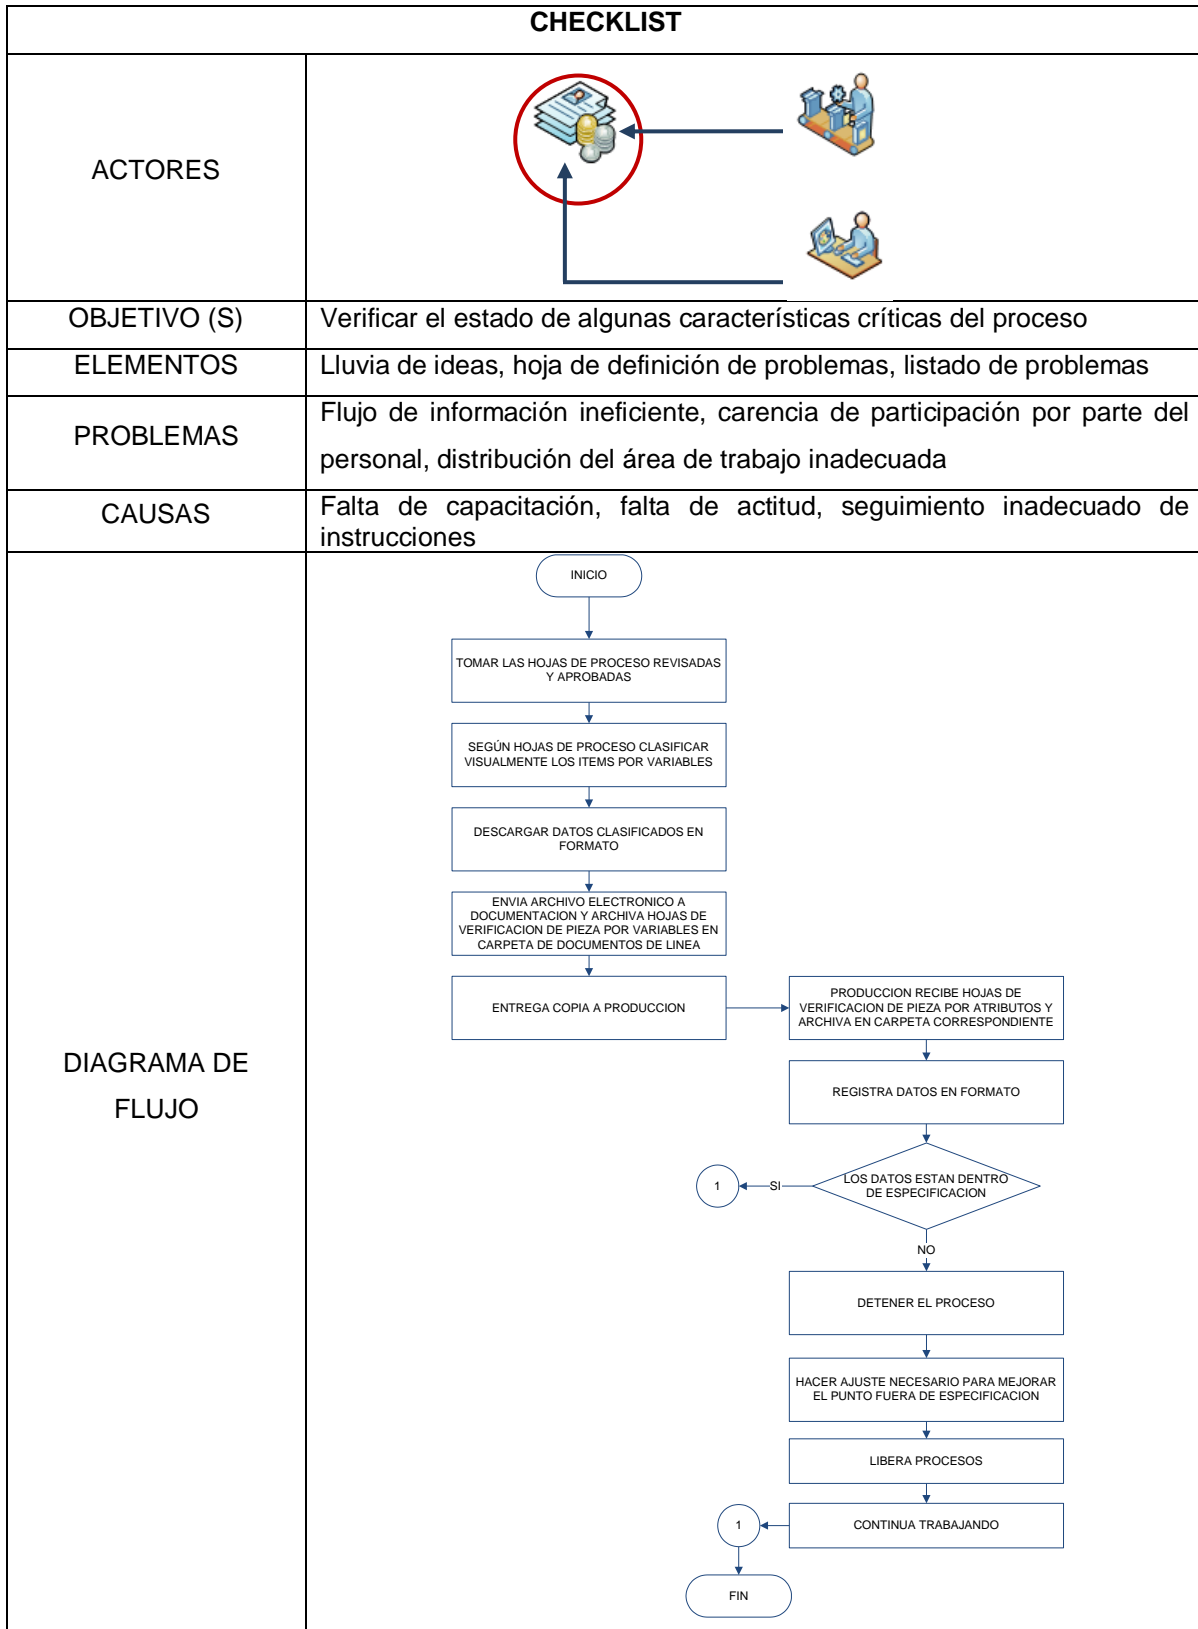 CHECKLIST
ACTORES
OBJETIVO (S)
Verificar el estado de algunas características críticas del proceso
ELEMENTOS
Lluvia de ideas, hoja de definición de problemas, listado de problemas
PROBLEMAS
Flujo de información ineficiente, carencia de participación por parte del
personal, distribución del área de trabajo inadecuada
CAUSAS
Falta de capacitación, falta de actitud, seguimiento inadecuado de
instrucciones
DIAGRAMA DE
FLUJO
INICIO
TOMAR LAS HOJAS DE PROCESO REVISADAS
Y APROBADAS
SEGÚN HOJAS DE PROCESO CLASIFICAR
VISUALMENTE LOS ITEMS POR VARIABLES
DESCARGAR DATOS CLASIFICADOS EN
FORMATO
ENVIA ARCHIVO ELECTRONICO A
DOCUMENTACION Y ARCHIVA HOJAS DE
VERIFICACION DE PIEZA POR VARIABLES EN
CARPETA DE DOCUMENTOS DE LINEA
ENTREGA COPIA A PRODUCCION
PRODUCCION RECIBE HOJAS DE
VERIFICACION DE PIEZA POR ATRIBUTOS Y
ARCHIVA EN CARPETA CORRESPONDIENTE
REGISTRA DATOS EN FORMATO
LOS DATOS ESTAN DENTRO
DE ESPECIFICACION
SI
1
NO
DETENER EL PROCESO
HACER AJUSTE NECESARIO PARA MEJORAR
EL PUNTO FUERA DE ESPECIFICACION
LIBERA PROCESOS
CONTINUA TRABAJANDO
1
FIN